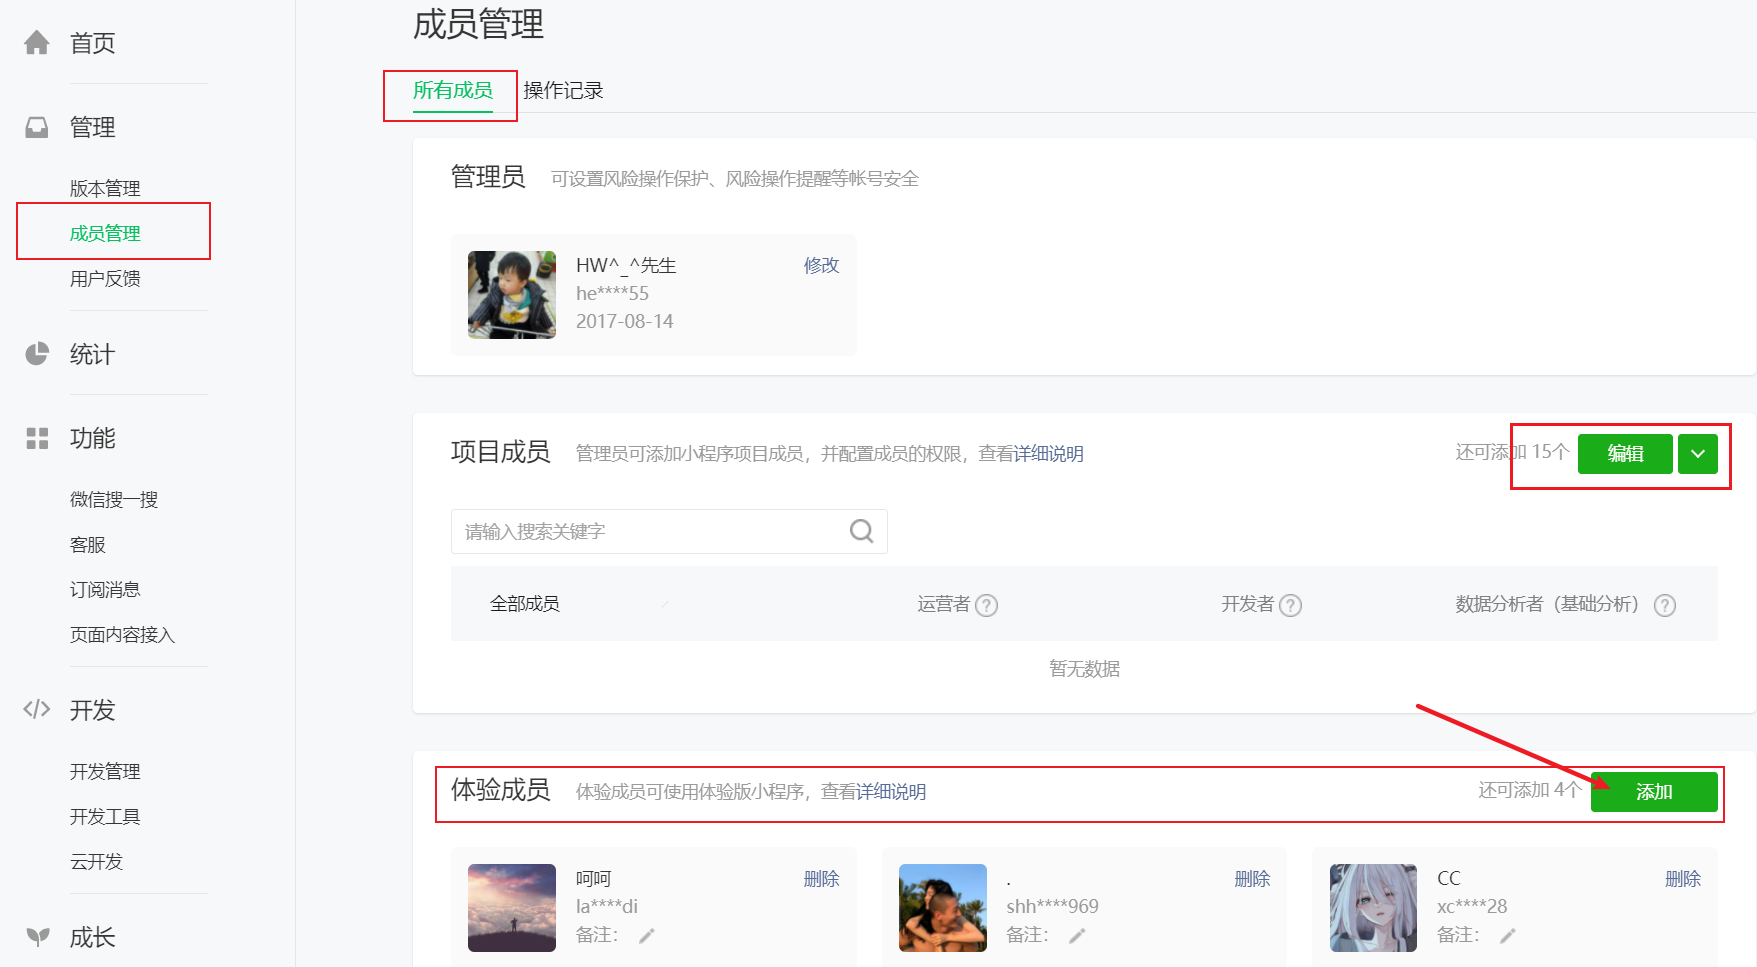 首页
管理
版本管理
成员管理
用户反馈
统计
功能
微信搜一搜
客服
订阅消息
页面内容接入
开发
开发管理
开发工具
云开发
成长
成员管理
所有成员 操作记录
管理员 可设置风险操作保护、风险操作提醒等帐号安全
HW^_^先生 修改
he****55
2017-08-14
项目成员 管理员可添加小程序项目成员，并配置成员的权限，查看详细说明 还可添加 15个 编辑
请输入搜索关键字
全部成员 运营者 ? 开发者 ? 数据分析者（基础分析） ?
暂无数据
体验成员 体验成员可使用体验版小程序，查看详细说明 还可添加 4个 添加
呵呵 删除
la****di
备注：
. 删除
shh****969
备注：
CC 删除
xc****28
备注：